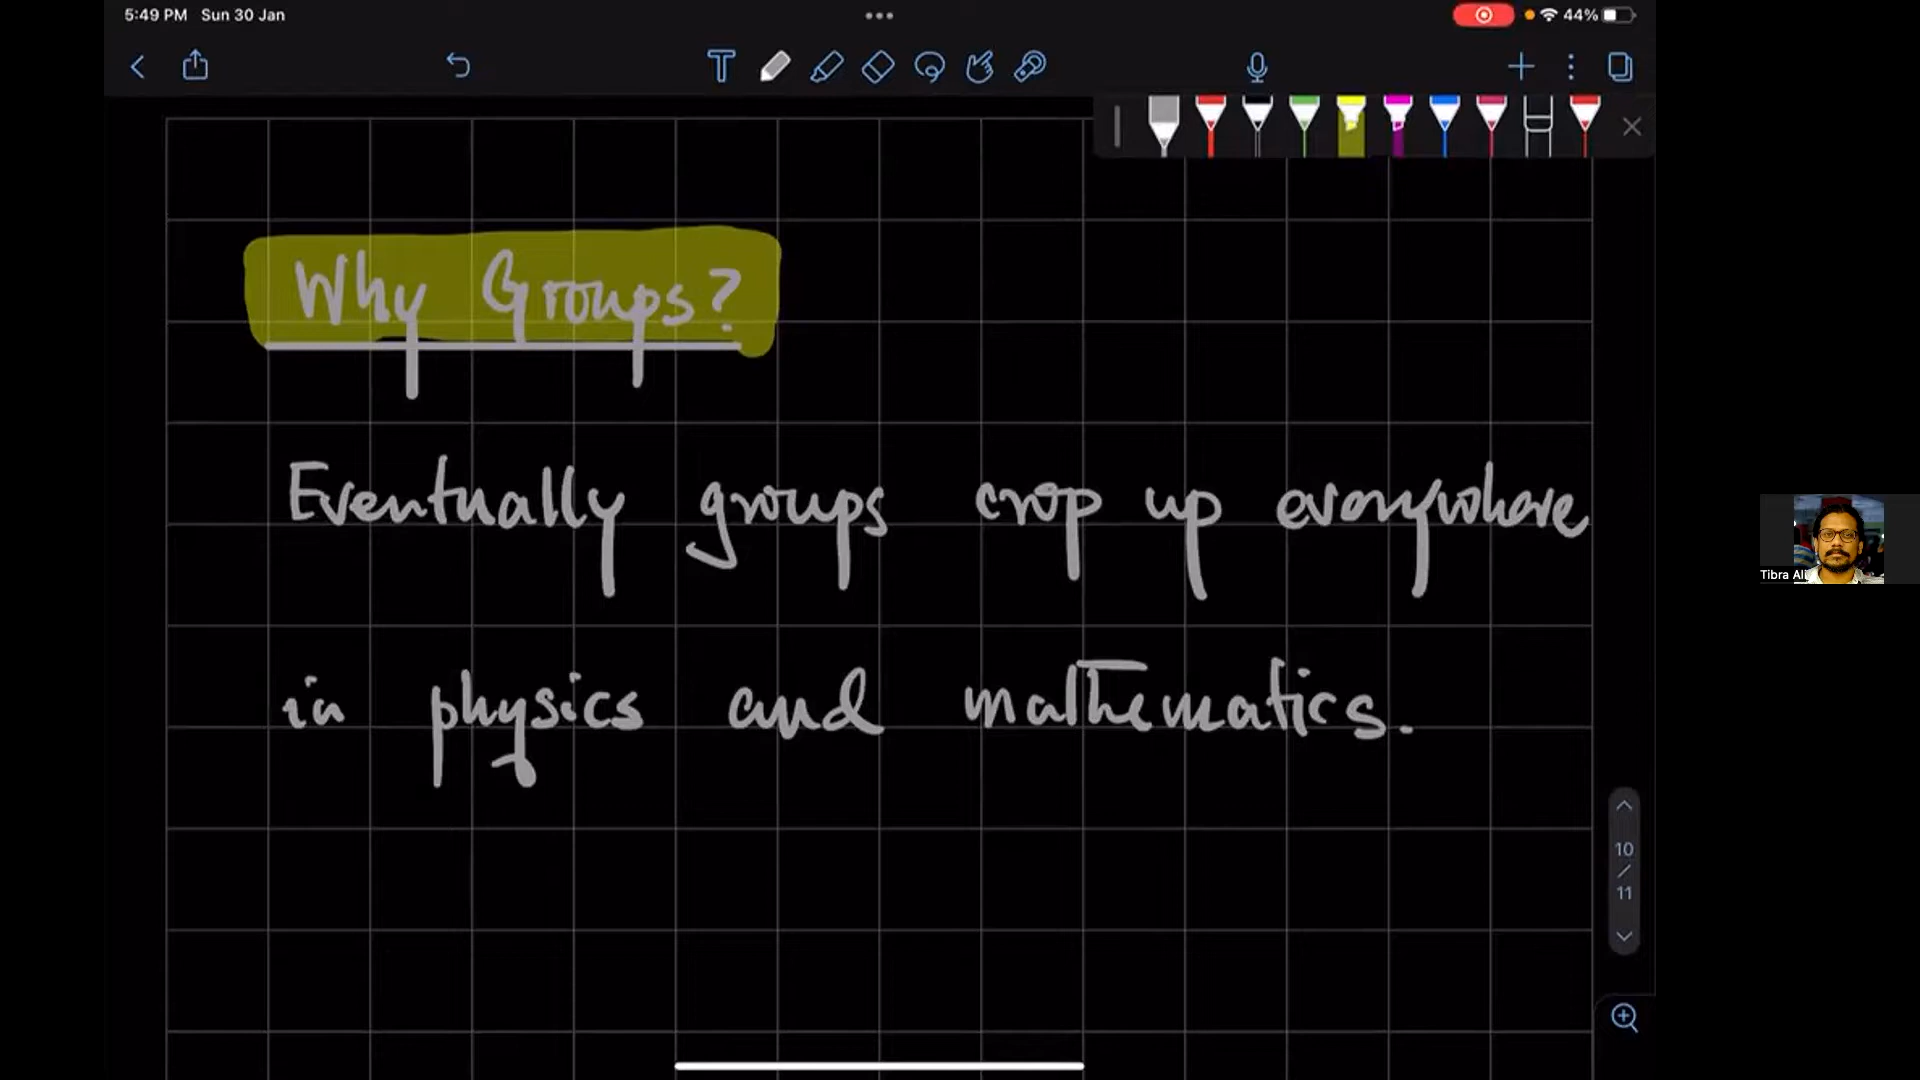 5:49 PM Sun 30 Jan
44%
Why Groups?
Eventually groups crop up everywhere
in physics and mathematics.
Tibra Ali
10
/
11